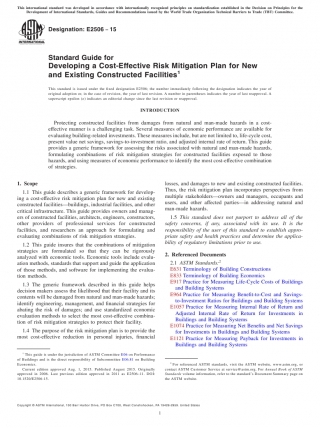 This international standard was developed in accordance with internationally recognized principles on standardization established in the Decision on Principles for the
Development of International Standards, Guides and Recommendations issued by the World Trade Organization Technical Barriers to Trade (TBT) Committee.
Designation: E2506 − 15
Standard Guide for
Developing a Cost-Effective Risk Mitigation Plan for New
and Existing Constructed Facilities1
This standard is issued under the fixed designation E2506; the number immediately following the designation indicates the year of
original adoption or, in the case of revision, the year of last revision. A number in parentheses indicates the year of last reapproval. A
superscript epsilon (ε) indicates an editorial change since the last revision or reapproval.
INTRODUCTION
Protecting constructed facilities from damages from natural and man-made hazards in a cost-
effective manner is a challenging task. Several measures of economic performance are available for
evaluating building-related investments. These measures include, but are not limited to, life-cycle cost,
present value net savings, savings-to-investment ratio, and adjusted internal rate of return. This guide
provides a generic framework for assessing the risks associated with natural and man-made hazards,
formulating combinations of risk mitigation strategies for constructed facilities exposed to those
hazards, and using measures of economic performance to identify the most cost-effective combination
of strategies.
1. Scope
1.1 This guide describes a generic framework for develop-
ing a cost-effective risk mitigation plan for new and existing
constructed facilities—buildings, industrial facilities, and other
critical infrastructure. This guide provides owners and manag-
ers of constructed facilities, architects, engineers, constructors,
other providers of professional services for constructed
facilities, and researchers an approach for formulating and
evaluating combinations of risk mitigation strategies.
1.2 This guide insures that the combinations of mitigation
strategies are formulated so that they can be rigorously
analyzed with economic tools. Economic tools include evalu-
ation methods, standards that support and guide the application
of those methods, and software for implementing the evalua-
tion methods.
1.3 The generic framework described in this guide helps
decision makers assess the likelihood that their facility and its
contents will be damaged from natural and man-made hazards;
identify engineering, management, and financial strategies for
abating the risk of damages; and use standardized economic
evaluation methods to select the most cost-effective combina-
tion of risk mitigation strategies to protect their facility.
1.4 The purpose of the risk mitigation plan is to provide the
most cost-effective reduction in personal injuries, financial
1 This guide is under the jurisdiction of ASTM Committee E06 on Performance
of Buildings and is the direct responsibility of Subcommittee E06.81 on Building
Economics.
Current edition approved Aug. 1, 2015. Published August 2015. Originally
approved in 2006. Last previous edition approved in 2011 as E2506-11. DOI:
10.1520/E2506-15.
losses, and damages to new and existing constructed facilities.
Thus, the risk mitigation plan incorporates perspectives from
multiple stakeholders—owners and managers, occupants and
users, and other affected parties—in addressing natural and
man-made hazards.
1.5 This standard does not purport to address all of the
safety concerns, if any, associated with its use. It is the
responsibility of the user of this standard to establish appro-
priate safety and health practices and determine the applica-
bility of regulatory limitations prior to use.
2. Referenced Documents
2.1 ASTM Standards:2
E631 Terminology of Building Constructions
E833 Terminology of Building Economics
E917 Practice for Measuring Life-Cycle Costs of Buildings
and Building Systems
E964 Practice for Measuring Benefit-to-Cost and Savings-
to-Investment Ratios for Buildings and Building Systems
E1057 Practice for Measuring Internal Rate of Return and
Adjusted Internal Rate of Return for Investments in
Buildings and Building Systems
E1074 Practice for Measuring Net Benefits and Net Savings
for Investments in Buildings and Building Systems
E1121 Practice for Measuring Payback for Investments in
Buildings and Building Systems
2 For referenced ASTM standards, visit the ASTM website, www.astm.org, or
contact ASTM Customer Service at service@astm.org. For Annual Book of ASTM
Standards volume information, refer to the standard's Document Summary page on
the ASTM website.
Copyright © ASTM International, 100 Barr Harbor Drive, PO Box C700, West Conshohocken, PA 19428-2959. United States
1